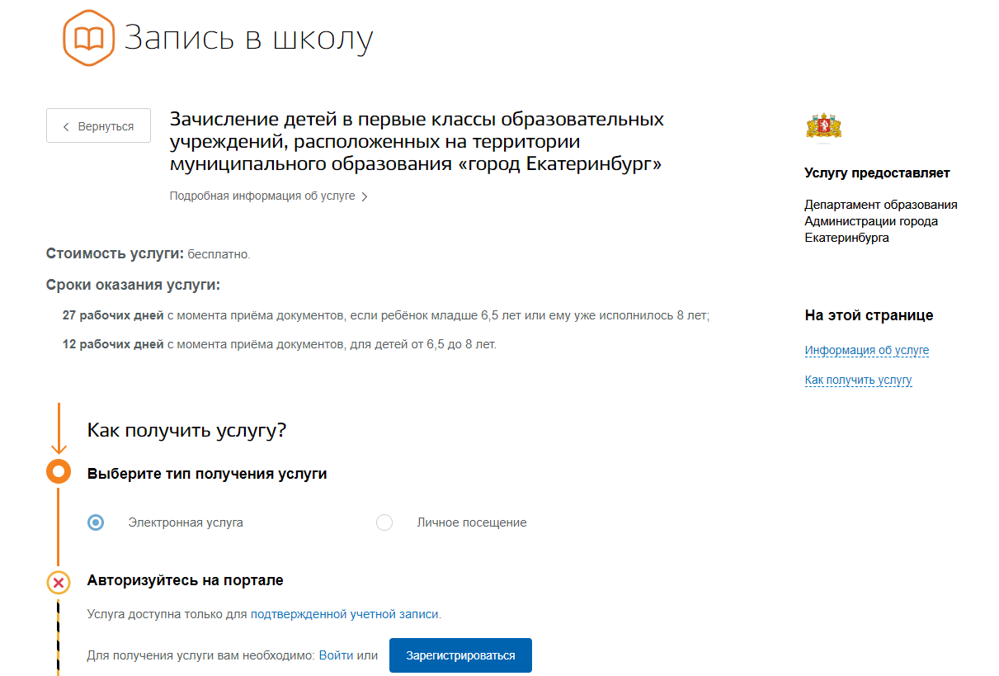 Запись в школу
Вернуться
Зачисление детей в первые классы образовательных
учреждений, расположенных на территории
муниципального образования «город Екатеринбург»
Подробная информация об услуге
Услугу предоставляет
Департамент образования
Администрации города
Екатеринбурга
Стоимость услуги: бесплатно.
Сроки оказания услуги:
27 рабочих дней с момента приёма документов, если ребёнок младше 6,5 лет или ему уже исполнилось 8 лет;
12 рабочих дней с момента приёма документов, для детей от 6,5 до 8 лет.
На этой странице
Информация об услуге
Как получить услугу
Как получить услугу?
Выберите тип получения услуги
Электронная услуга
Личное посещение
Авторизуйтесь на портале
Услуга доступна только для подтвержденной учетной записи.
Для получения услуги вам необходимо: Войти или
Зарегистрироваться